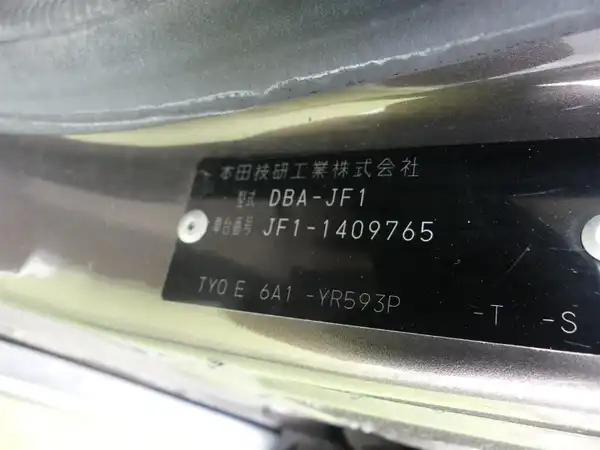 本田技研工業株式会社
型式 DBA-JF1
車台番号 JF1-1409765
TYO E 6A1 -YR593P -T -S